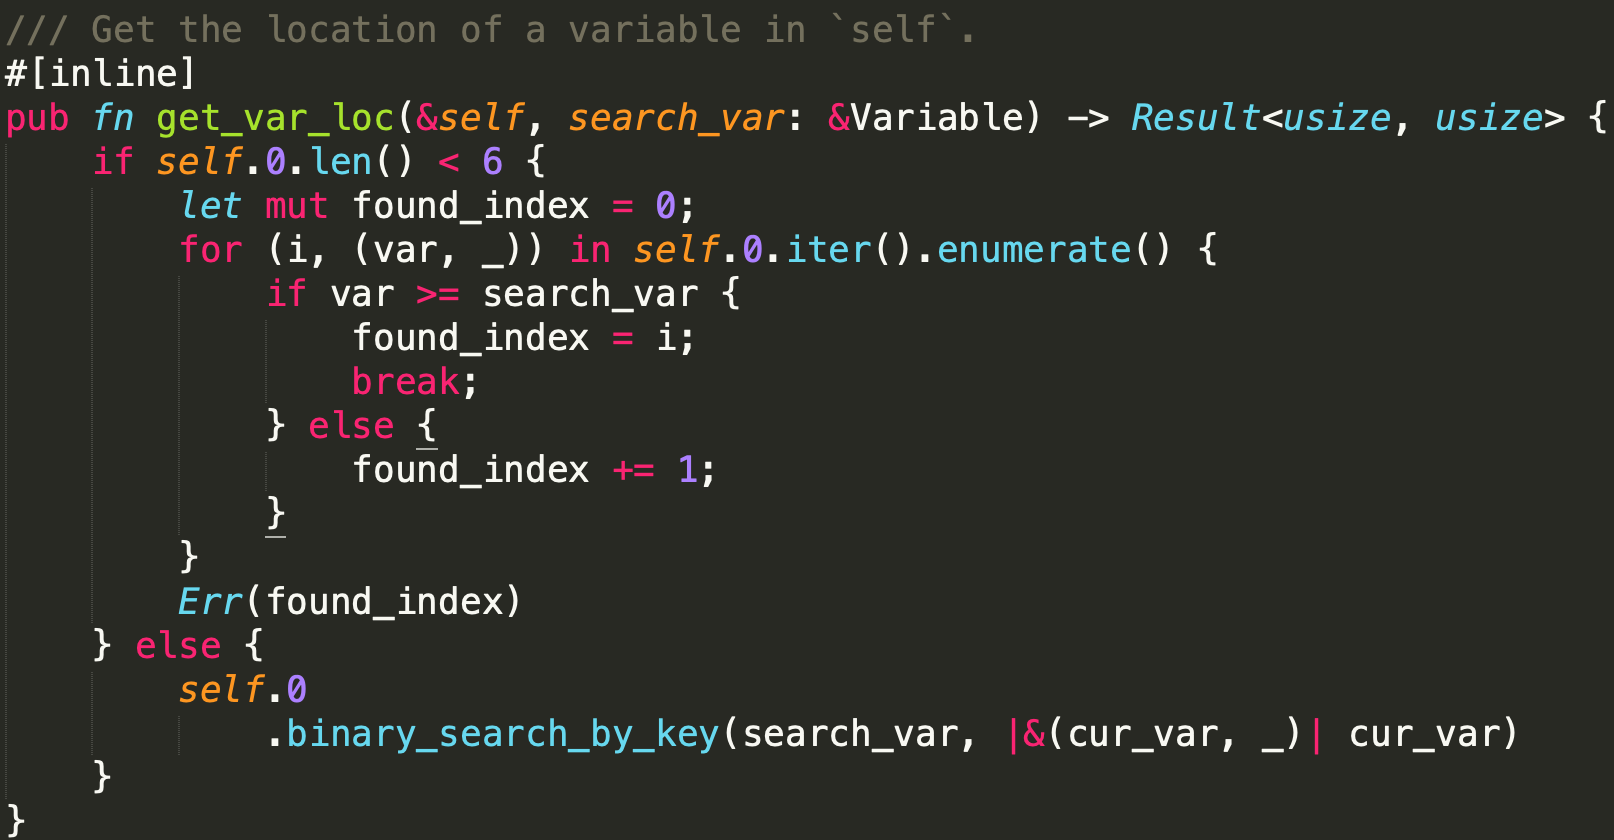 /// Get the location of a variable in `self`.
#[inline]
pub fn get_var_loc(&self, search_var: &Variable) -> Result<usize, usize> {
    if self.0.len() < 6 {
        let mut found_index = 0;
        for (i, (var, _)) in self.0.iter().enumerate() {
            if var >= search_var {
                found_index = i;
                break;
            } else {
                found_index += 1;
            }
        }
        Err(found_index)
    } else {
        self.0
            .binary_search_by_key(search_var, |&(cur_var, _)| cur_var)
    }
}